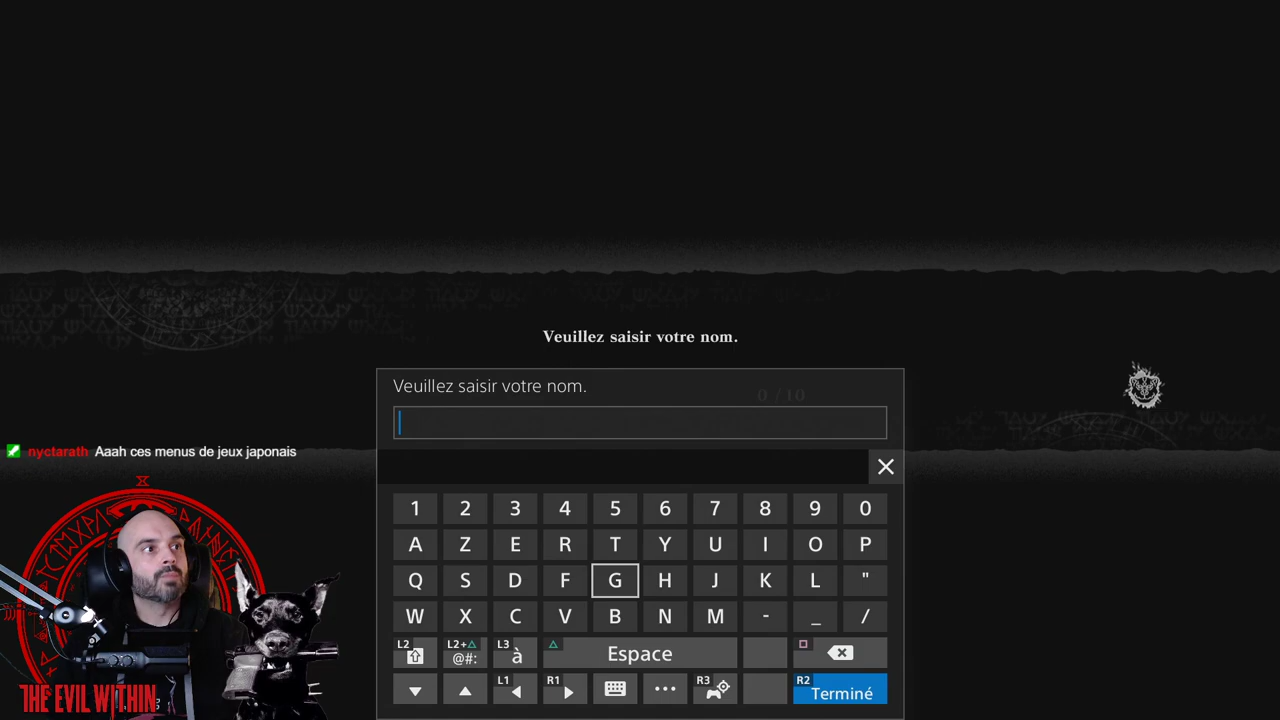 Veuillez saisir votre nom.
Veuillez saisir votre nom.
0 / 10
nyctarath Aaah ces menus de jeux japonais
1 2 3 4 5 6 7 8 9 0
A Z E R T Y U I O P
Q S D F G H J K L "
W X C V B N M - _ /
L2 L2+△ @#: L3 à △ Espace □
L1 R1 ... R3 R2 Terminé
THE EVIL WITHIN